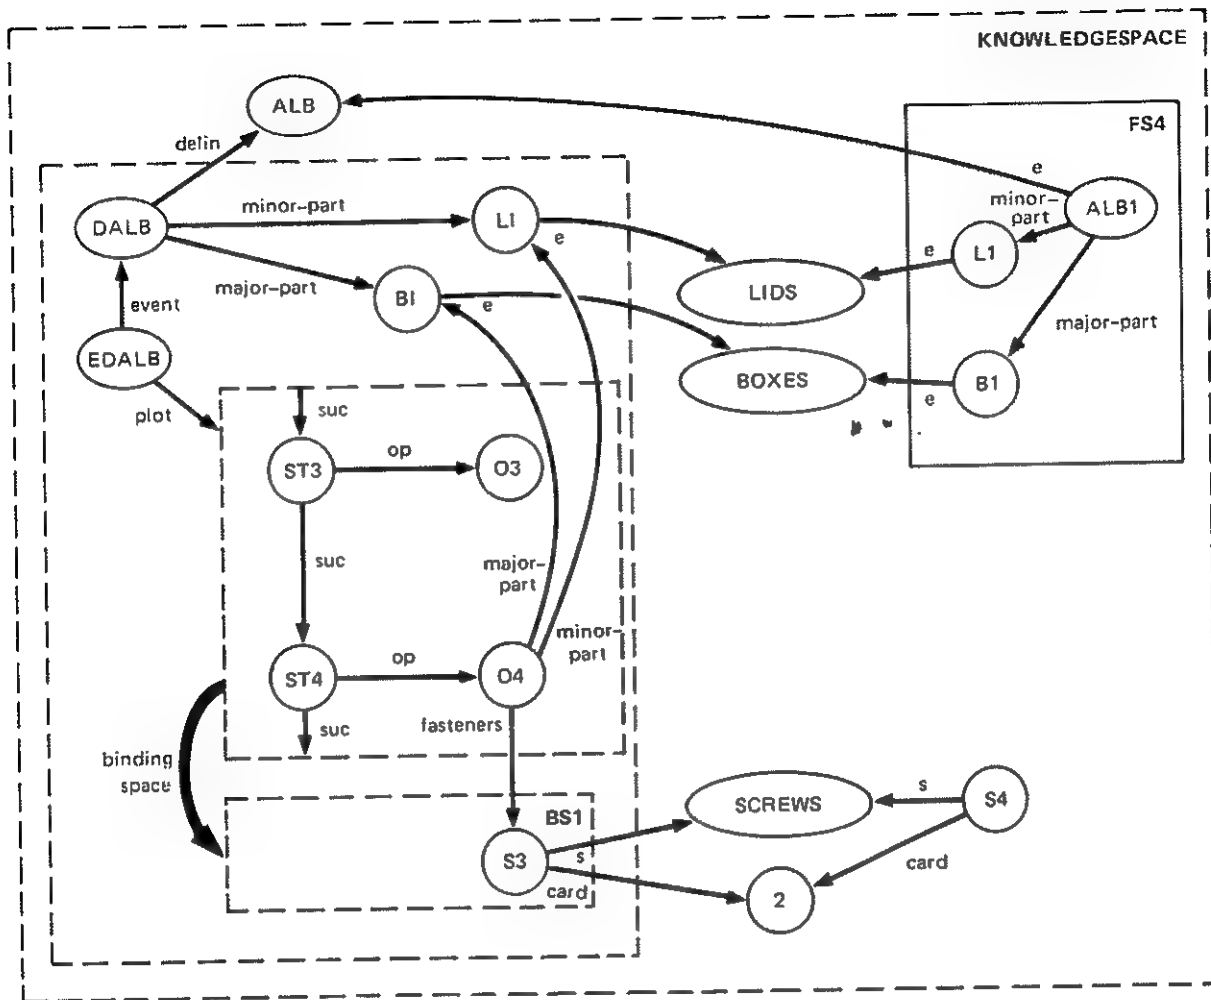 KNOWLEDGESPACE
ALB
FS4
delin
e
minor-
part
ALB1
DALB
minor-part
LI
e
L1
e
LIDS
major-part
BI
e
major-part
event
EDALB
BOXES
e
B1
plot
suc
ST3
op
O3
suc
major-
part
minor-
part
ST4
op
O4
suc
fasteners
binding
space
BS1
SCREWS
s
S4
S3
s
card
card
2